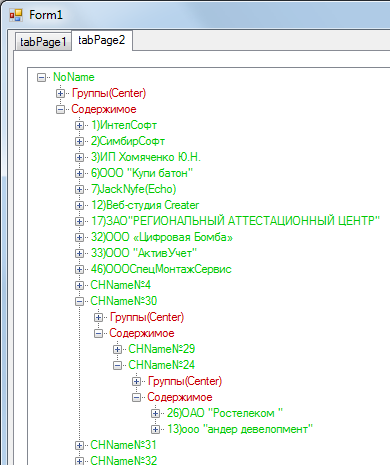 Form1
tabPage1 tabPage2
NoName
Группы(Center)
Содержимое
1)ИнтелСофт
2)СимбирСофт
3)ИП Хомяченко Ю.Н.
6)ООО "Купи батон"
7)JackNyfe(Echo)
12)Веб-студия Creater
17)ЗАО"РЕГИОНАЛЬНЫЙ АТТЕСТАЦИОННЫЙ ЦЕНТР"
32)ООО «Цифровая Бомба»
33)ООО "АктивУчет"
46)ОООСпецМонтажСервис
CHName№4
CHName№30
Группы(Center)
Содержимое
CHName№29
CHName№24
Группы(Center)
Содержимое
26)ОАО "Ростелеком "
13)ооо "андер девелопмент"
CHName№31
CHName№32